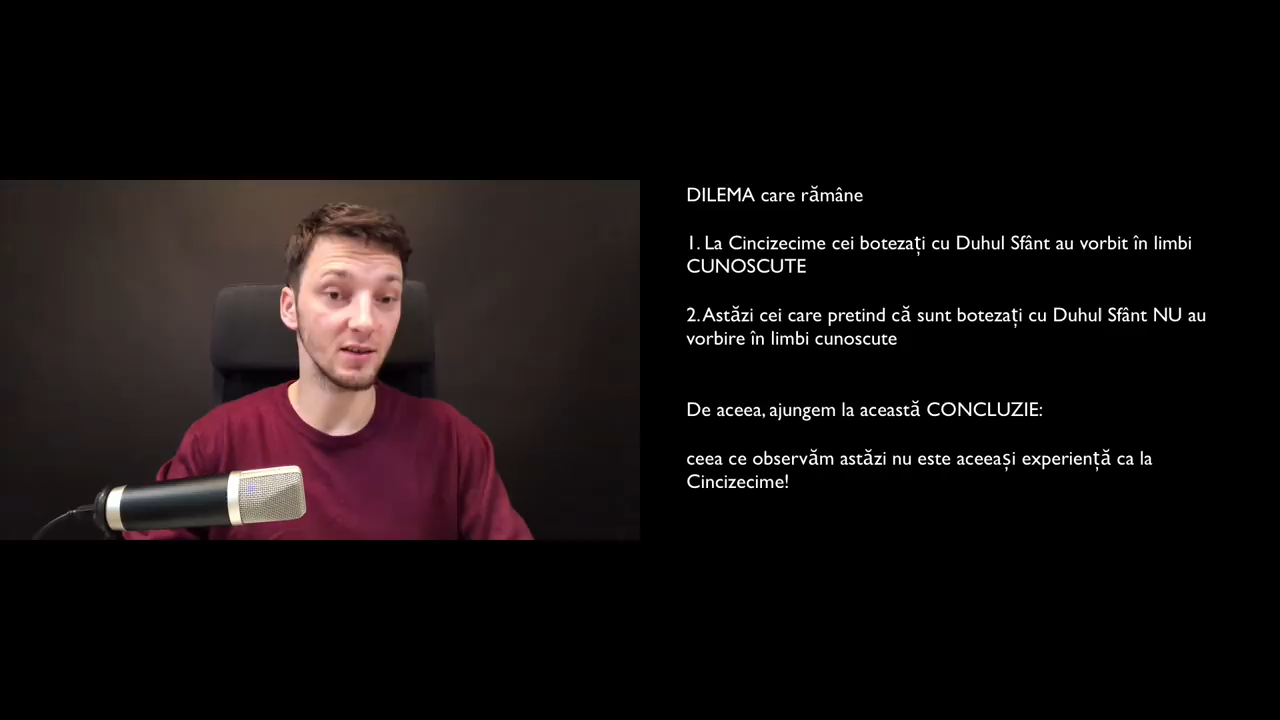 DILEMA care rămâne
1. La Cincizecime cei botezați cu Duhul Sfânt au vorbit în limbi
CUNOSCUTE
2. Astăzi cei care pretind că sunt botezați cu Duhul Sfânt NU au
vorbire în limbi cunoscute
De aceea, ajungem la această CONCLUZIE:
ceea ce observăm astăzi nu este aceeași experiență ca la
Cincizecime!